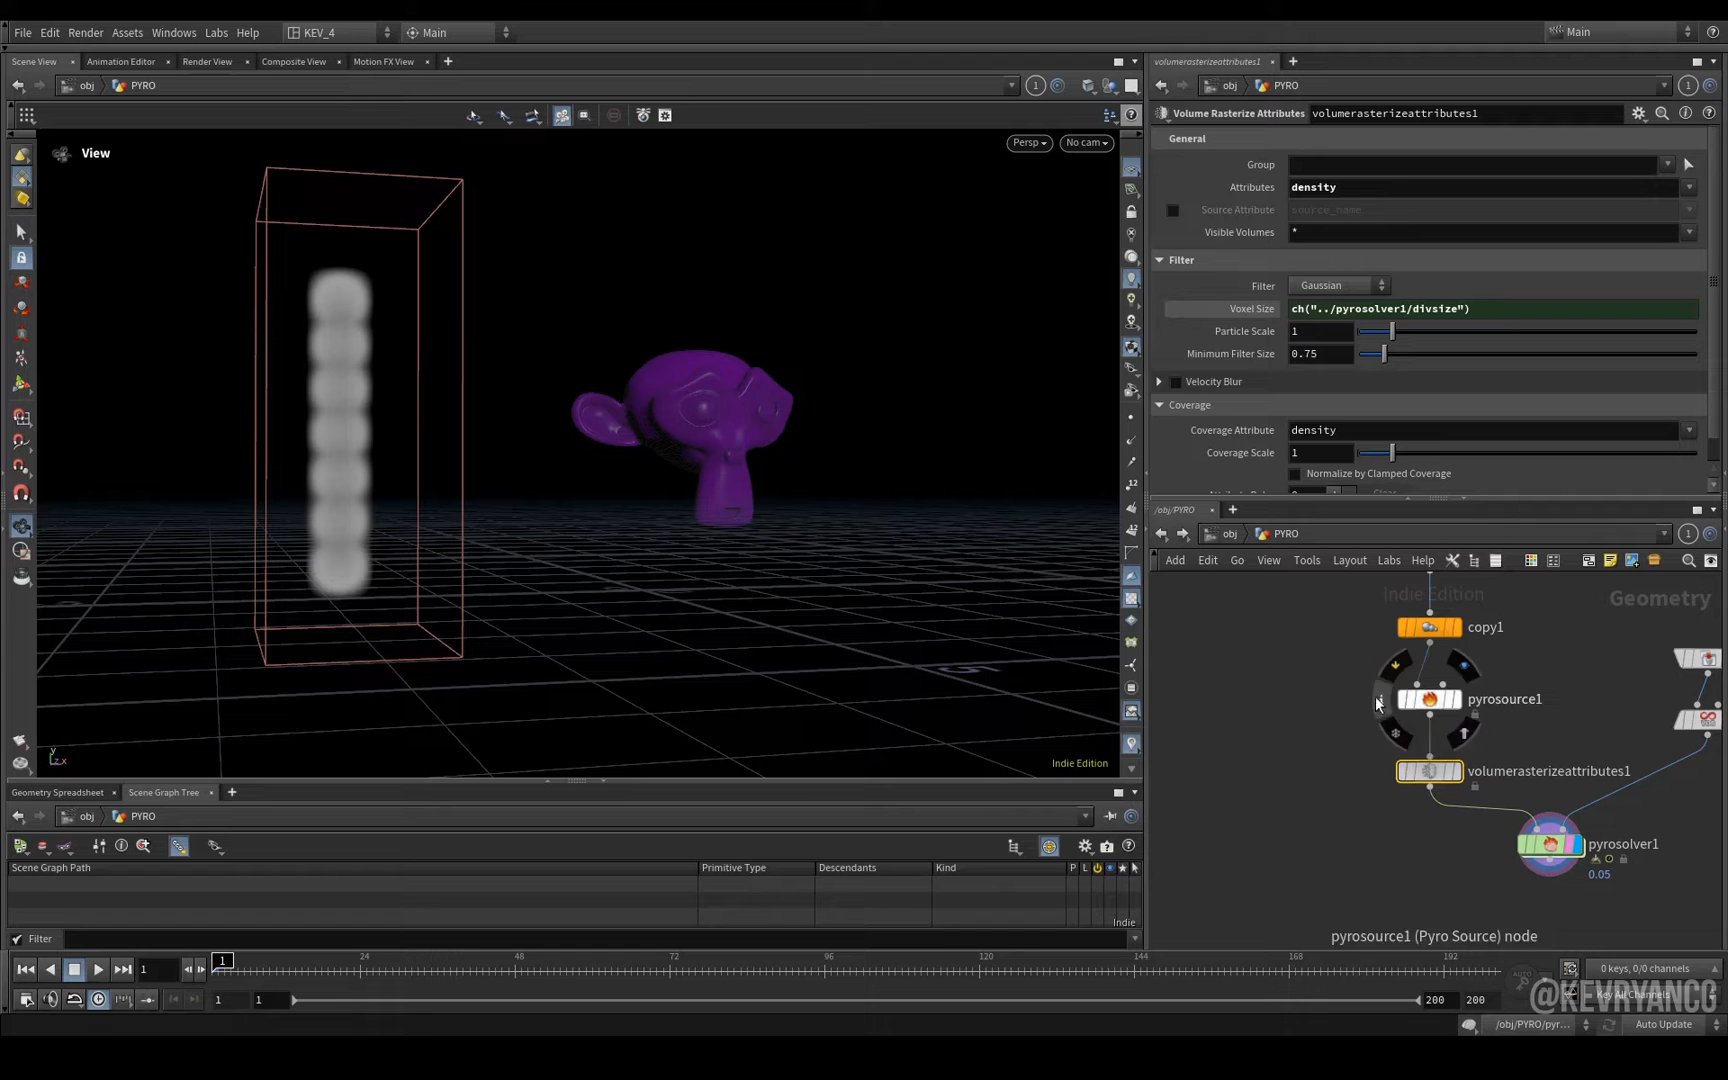 File Edit Render Assets Windows Labs Help KEV_4 Main Main
Scene View Animation Editor Render View Composite View Motion FX View
obj PYRO
View
Persp No cam
Indie Edition
volumerasterizeattributes1
obj PYRO
Volume Rasterize Attributes volumerasterizeattributes1
General
Group
Attributes density
Source Attribute source_name
Visible Volumes *
Filter
Filter Gaussian
Voxel Size ch("../pyrosolver1/divsize")
Particle Scale 1
Minimum Filter Size 0.75
Velocity Blur
Coverage
Coverage Attribute density
Coverage Scale 1
Normalize by Clamped Coverage
/obj/PYRO
obj PYRO
Add Edit Go View Tools Layout Labs Help
Indie Edition Geometry
copy1
pyrosource1
volumerasterizeattributes1
pyrosolver1
0.05
pyrosource1 (Pyro Source) node
Geometry Spreadsheet Scene Graph Tree
obj PYRO
Scene Graph Path Primitive Type Descendants Kind P L
Indie
Filter
1 1 24 48 72 96 120 144 168 192
0 keys, 0/0 channels
1 1 200 200
Key All Channels
@KEVRYANCO
/obj/PYRO/pyr... Auto Update